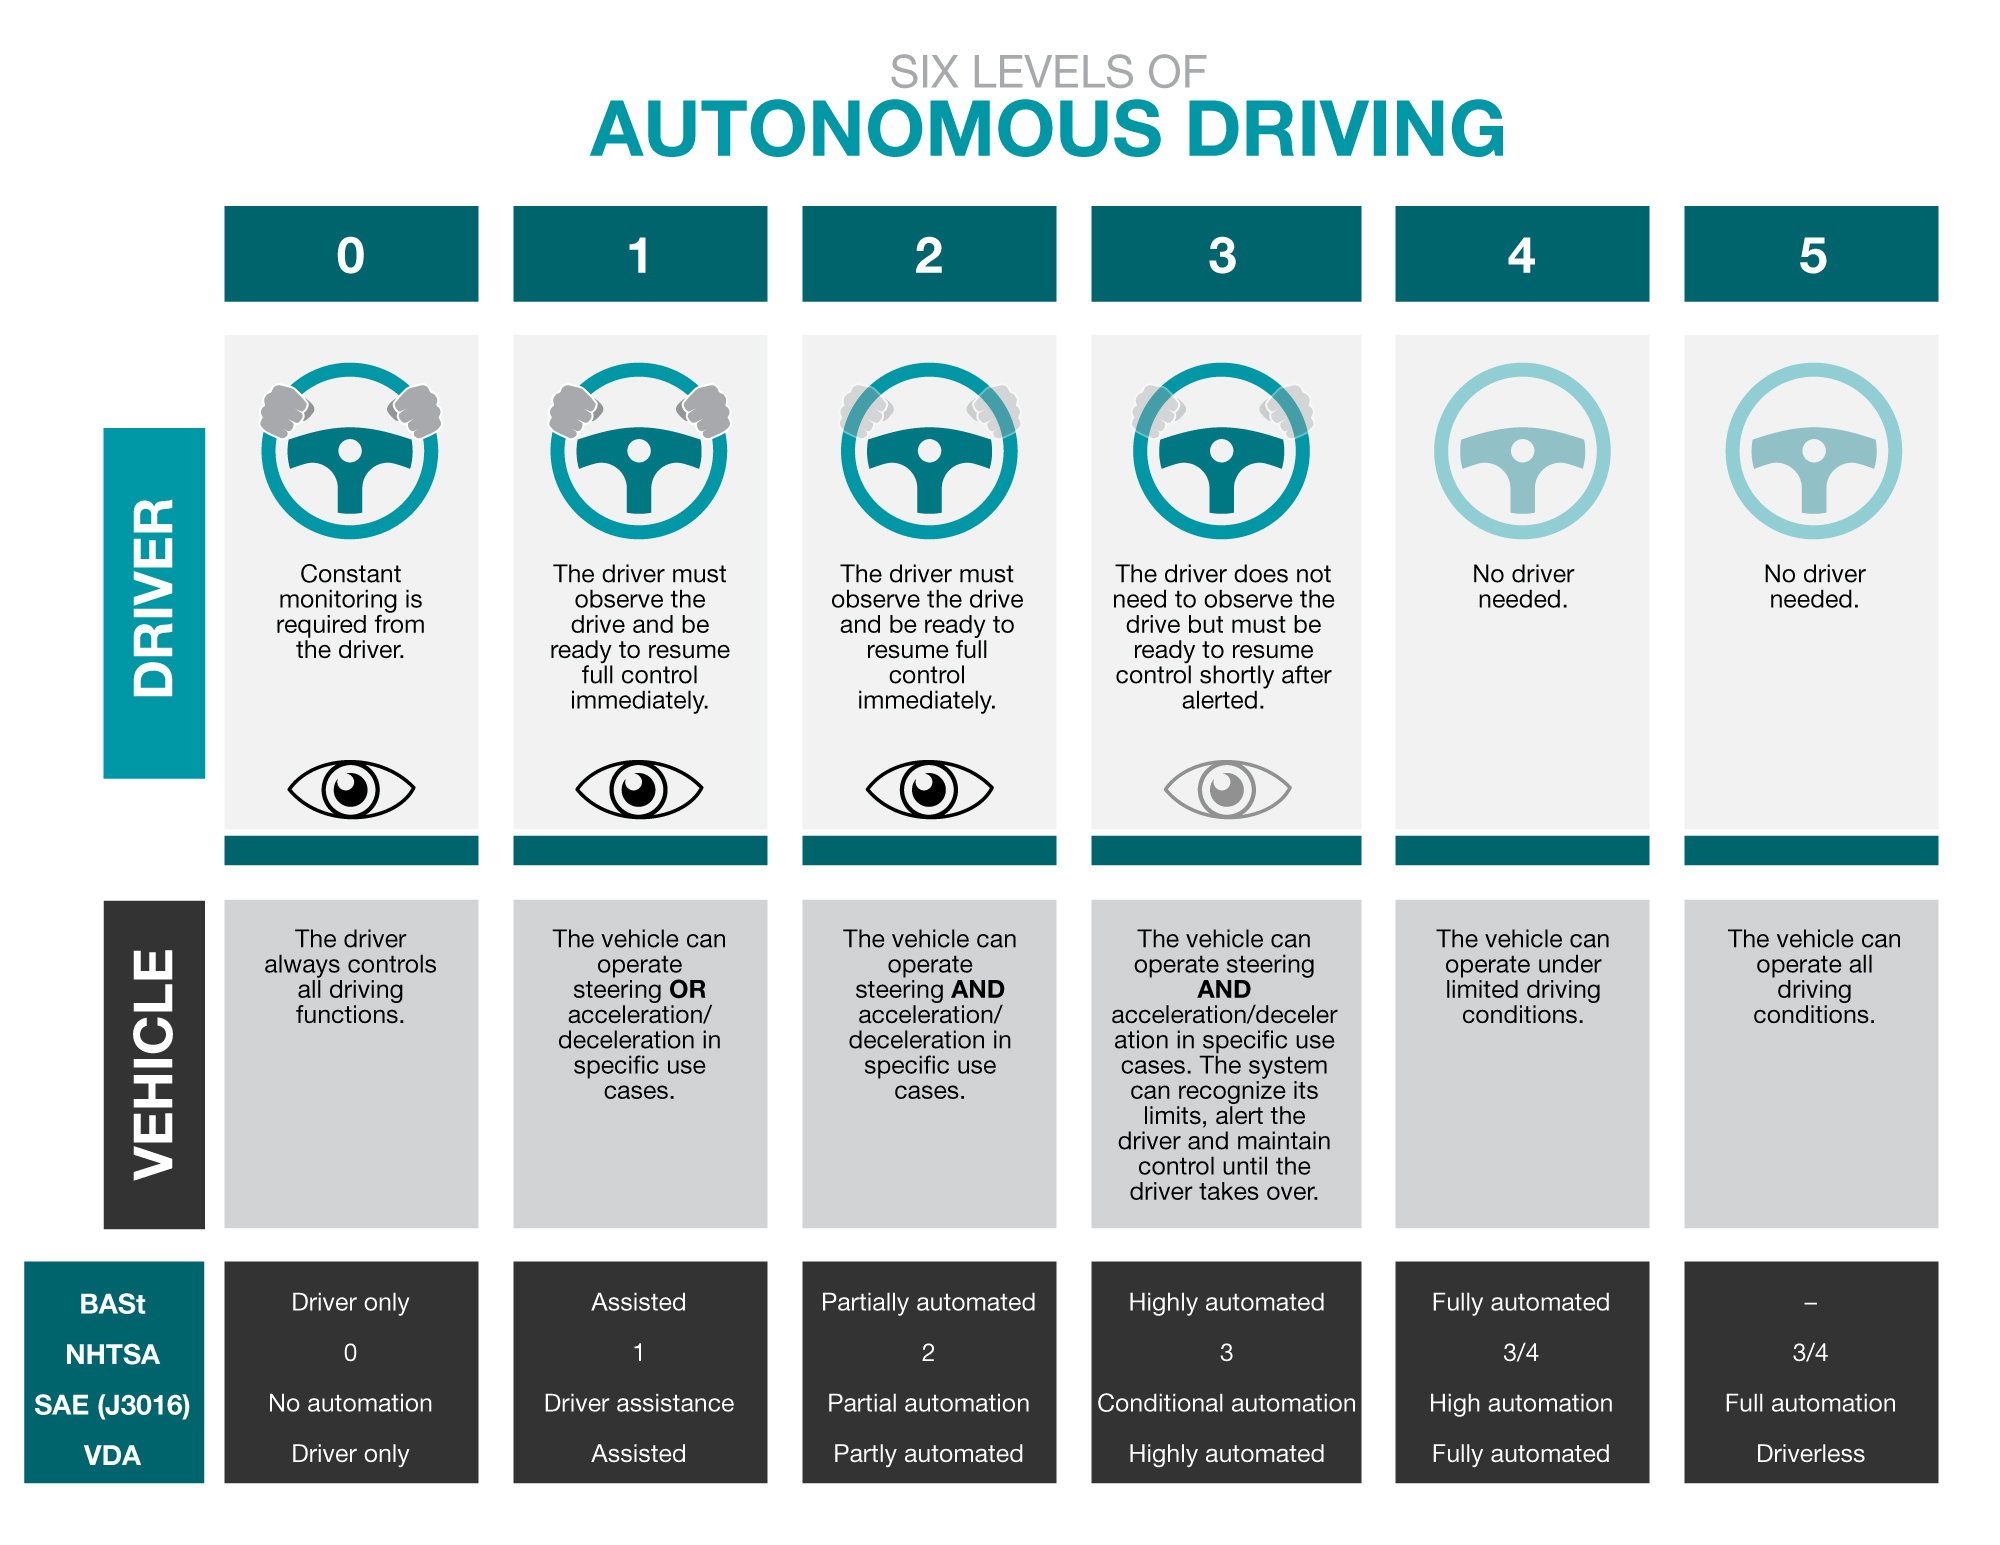 SIX LEVELS OF
AUTONOMOUS DRIVING
0
1
2
3
4
5
DRIVER
Constant
monitoring is
required from
the driver.
The driver must
observe the
drive and be
ready to resume
full control
immediately.
The driver must
observe the drive
and be ready to
resume full
control
immediately.
The driver does not
need to observe the
drive but must be
ready to resume
control shortly after
alerted.
No driver
needed.
No driver
needed.
VEHICLE
The driver
always controls
all driving
functions.
The vehicle can
operate
steering OR
acceleration/
deceleration in
specific use
cases.
The vehicle can
operate
steering AND
acceleration/
deceleration in
specific use
cases.
The vehicle can
operate steering
AND
acceleration/deceler
ation in specific use
cases. The system
can recognize its
limits, alert the
driver and maintain
control until the
driver takes over.
The vehicle can
operate under
limited driving
conditions.
The vehicle can
operate all
driving
conditions.
BASt
Driver only
Assisted
Partially automated
Highly automated
Fully automated
–
NHTSA
0
1
2
3
3/4
3/4
SAE (J3016)
No automation
Driver assistance
Partial automation
Conditional automation
High automation
Full automation
VDA
Driver only
Assisted
Partly automated
Highly automated
Fully automated
Driverless